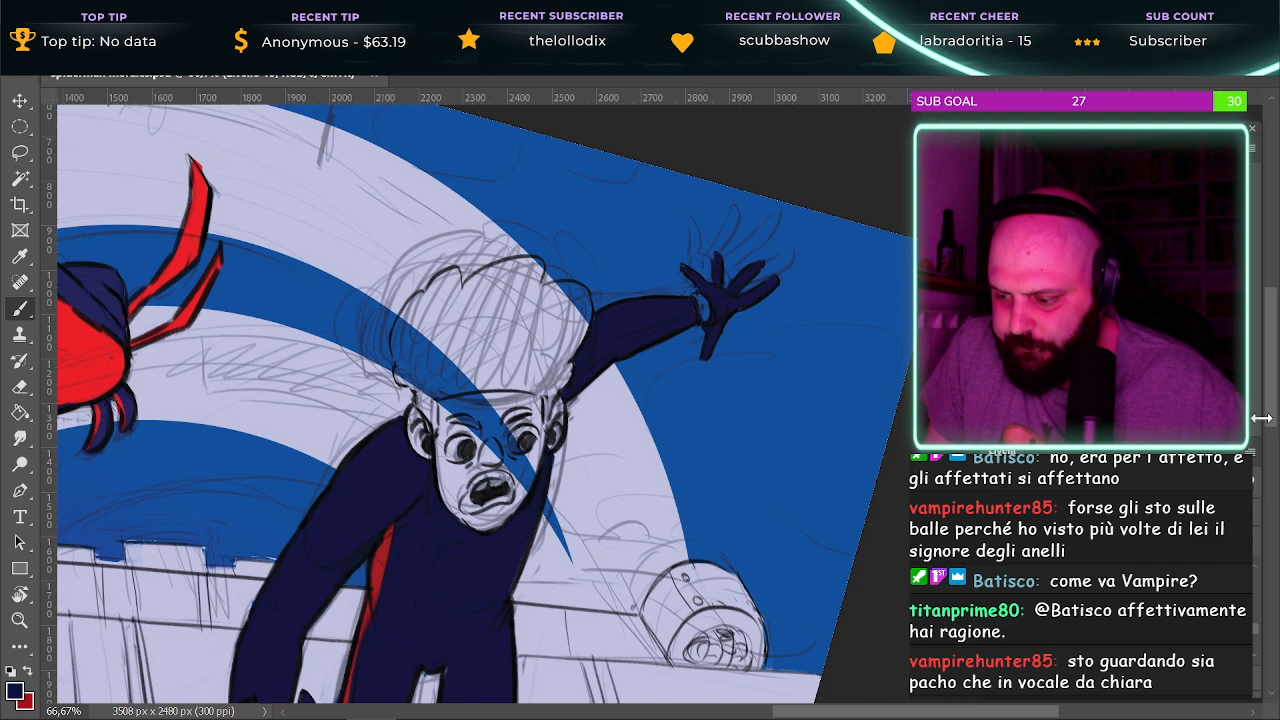 TOP TIP
Top tip: No data
RECENT TIP
Anonymous - $63.19
RECENT SUBSCRIBER
thelollodix
RECENT FOLLOWER
scubbashow
RECENT CHEER
labradoritia - 15
SUB COUNT
Subscriber
1400 1500 1600 1700 1800 1900 2000 2100 2200 2300 2400 2500 2600 2700 2800 2900 3000 3100 3200
SUB GOAL 27 30
Livelli
Batisco: no, era per l'affetto, e
gli affettati si affettano
vampirehunter85: forse gli sto sulle
balle perché ho visto più volte di lei il
signore degli anelli
Batisco: come va Vampire?
titanprime80: @Batisco affettivamente
hai ragione.
vampirehunter85: sto guardando sia
pacho che in vocale da chiara
66,67% 3508 px x 2480 px (300 ppi)